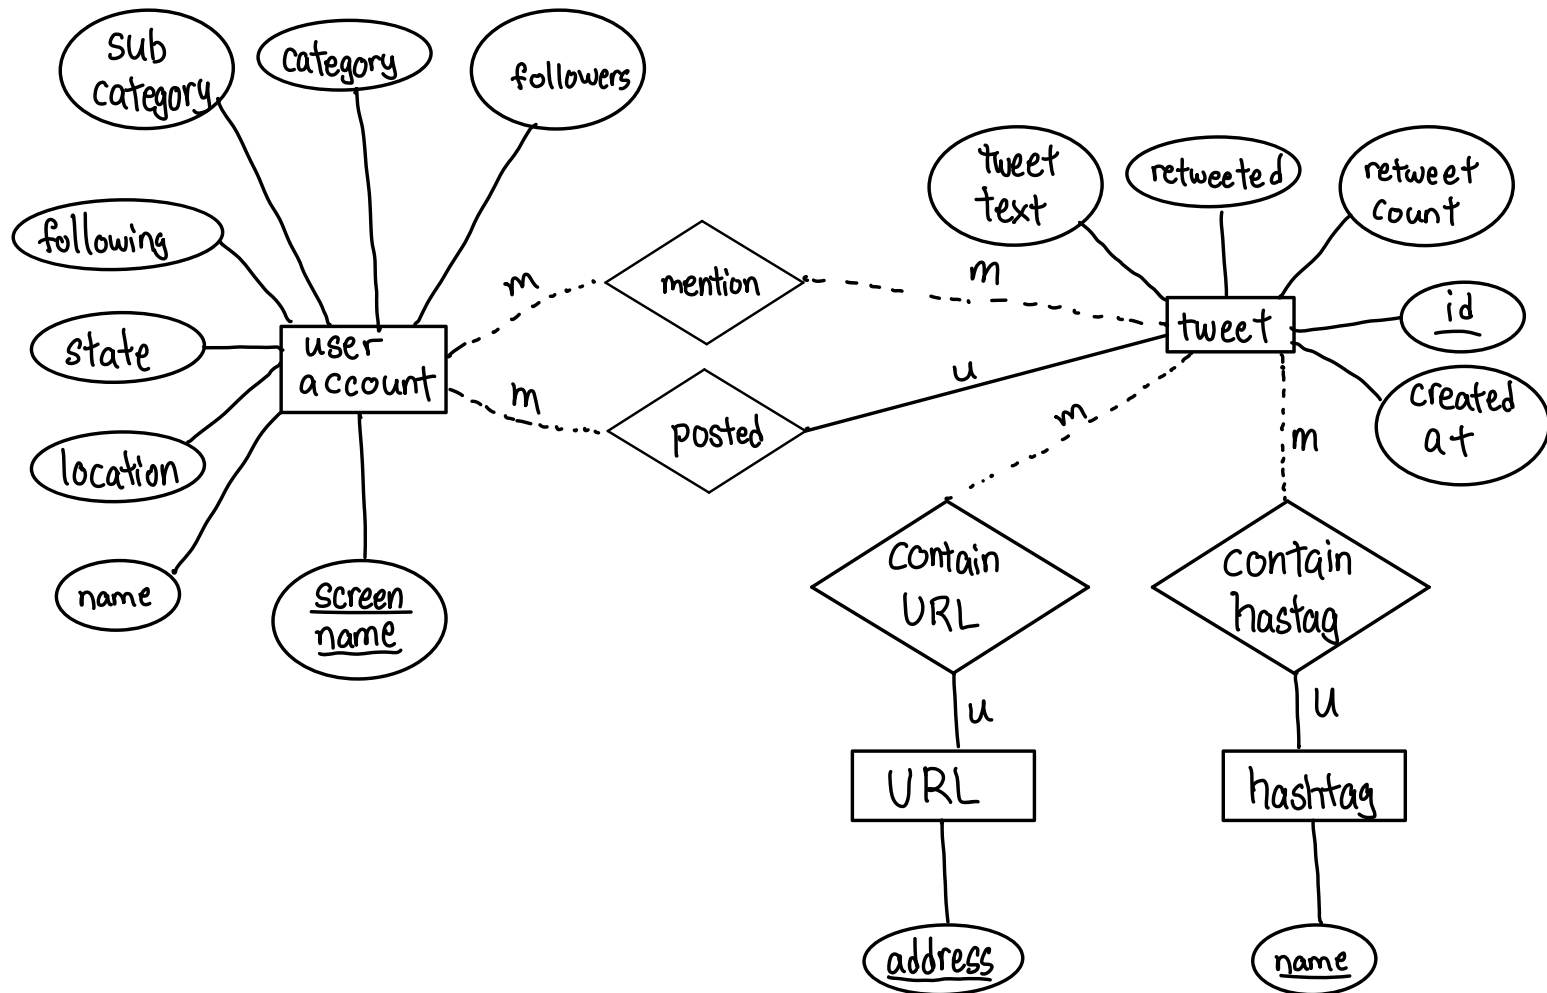 sub
category
category
followers
following
state
location
name
screen
name
user
account
m
mention
m
m
posted
u
tweet
text
retweeted
retweet
count
tweet
id
created
at
m
m
contain
URL
contain
hastag
u
U
URL
hashtag
address
name